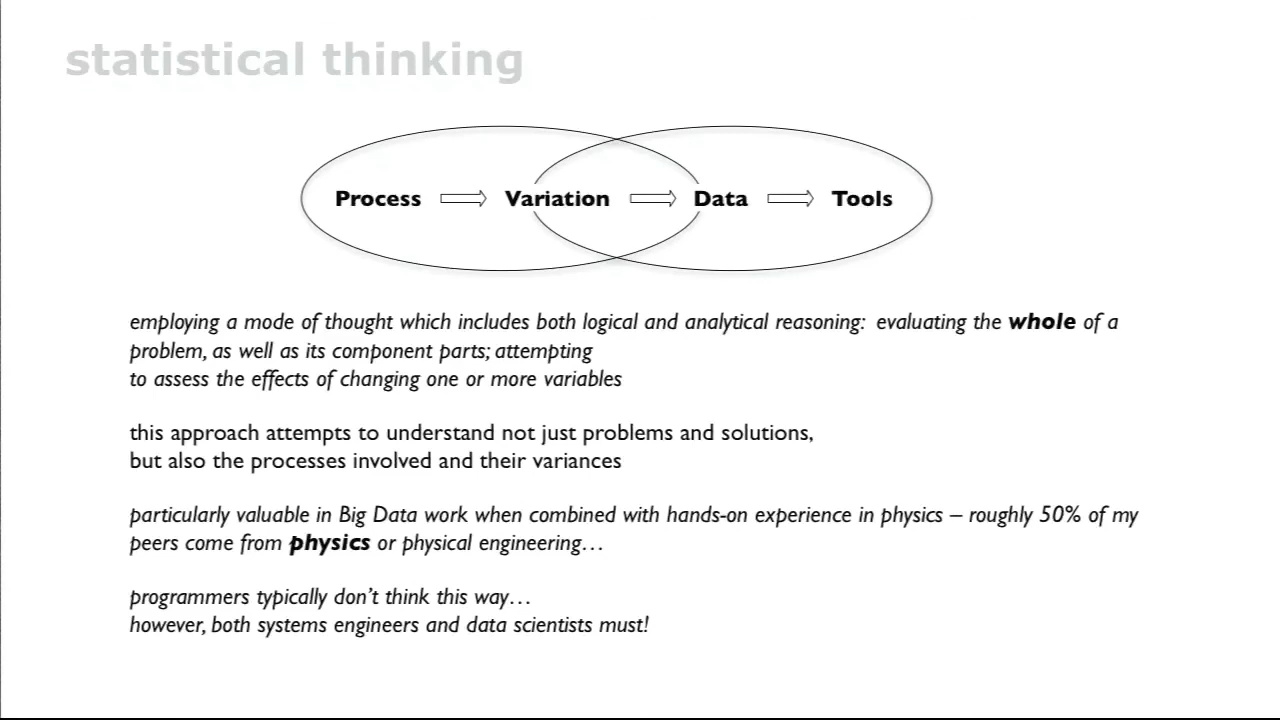 statistical thinking
Process Variation Data Tools
employing a mode of thought which includes both logical and analytical reasoning: evaluating the whole of a
problem, as well as its component parts; attempting
to assess the effects of changing one or more variables
this approach attempts to understand not just problems and solutions,
but also the processes involved and their variances
particularly valuable in Big Data work when combined with hands-on experience in physics – roughly 50% of my
peers come from physics or physical engineering…
programmers typically don’t think this way…
however, both systems engineers and data scientists must!